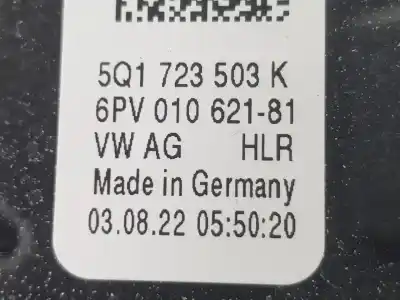 5Q1 723 503 K
6PV 010 621-81
VW AG HLR
Made in Germany
03.08.22 05:50:20